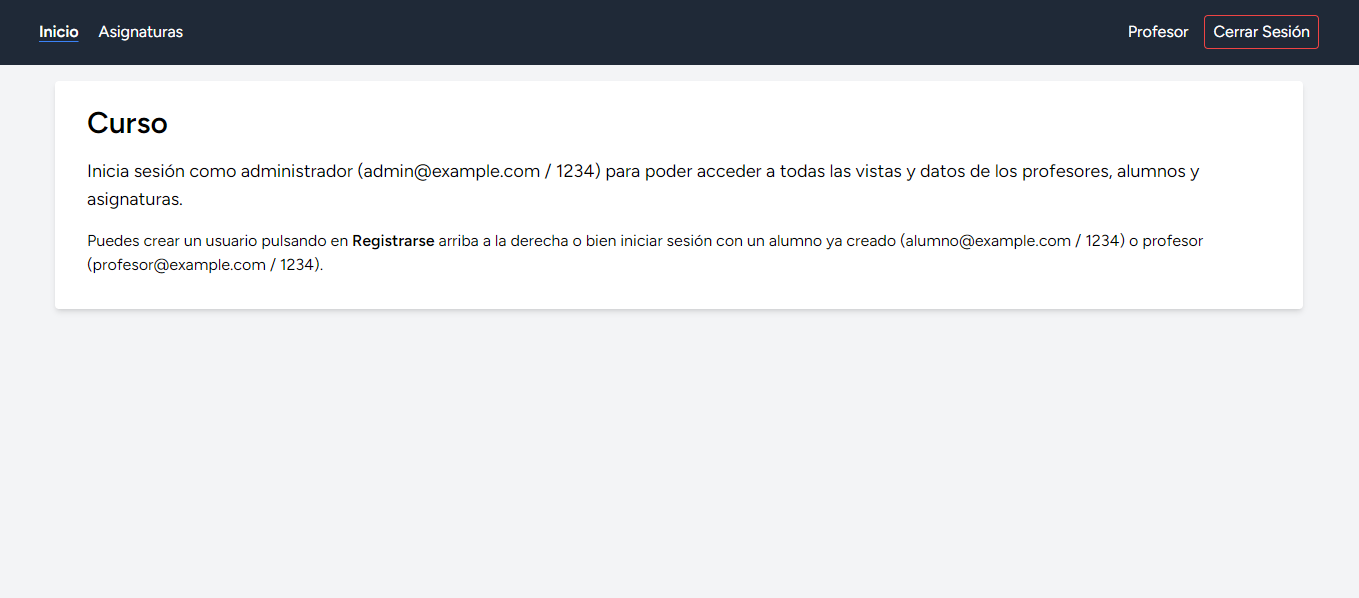 Inicio Asignaturas Profesor Cerrar Sesión
Curso
Inicia sesión como administrador (admin@example.com / 1234) para poder acceder a todas las vistas y datos de los profesores, alumnos y
asignaturas.
Puedes crear un usuario pulsando en Registrarse arriba a la derecha o bien iniciar sesión con un alumno ya creado (alumno@example.com / 1234) o profesor
(profesor@example.com / 1234).